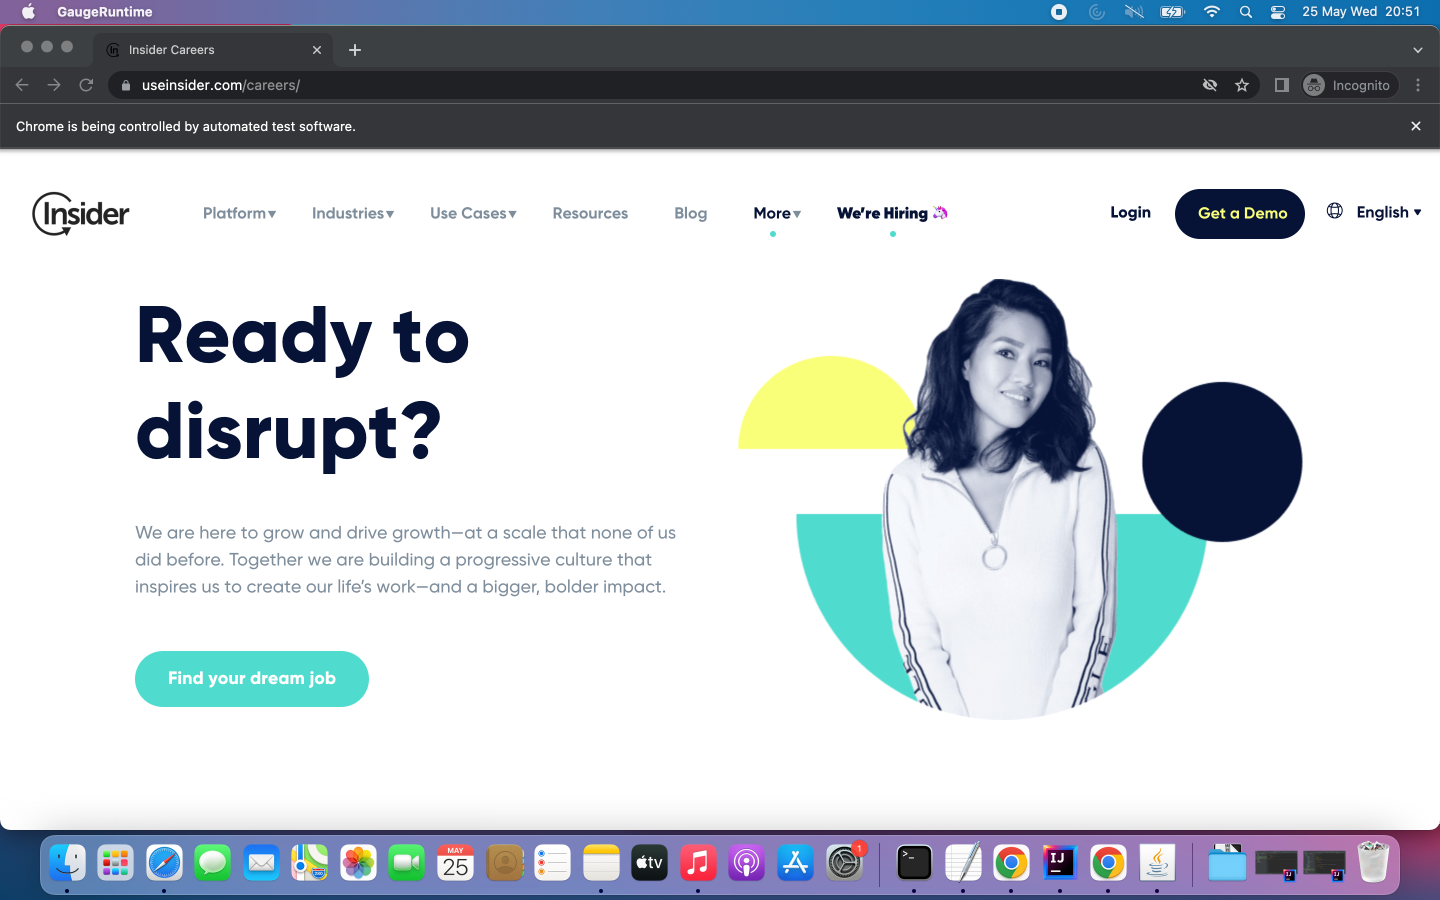 GaugeRuntime
25 May Wed 20:51
Insider Careers
useinsider.com/careers/
Incognito
Chrome is being controlled by automated test software.
Insider
Platform▾
Industries▾
Use Cases▾
Resources
Blog
More▾
We're Hiring 🦄
Login
Get a Demo
English ▾
Ready to
disrupt?
We are here to grow and drive growth—at a scale that none of us
did before. Together we are building a progressive culture that
inspires us to create our life's work—and a bigger, bolder impact.
Find your dream job
MAY
25
tv
1
>_
IJ